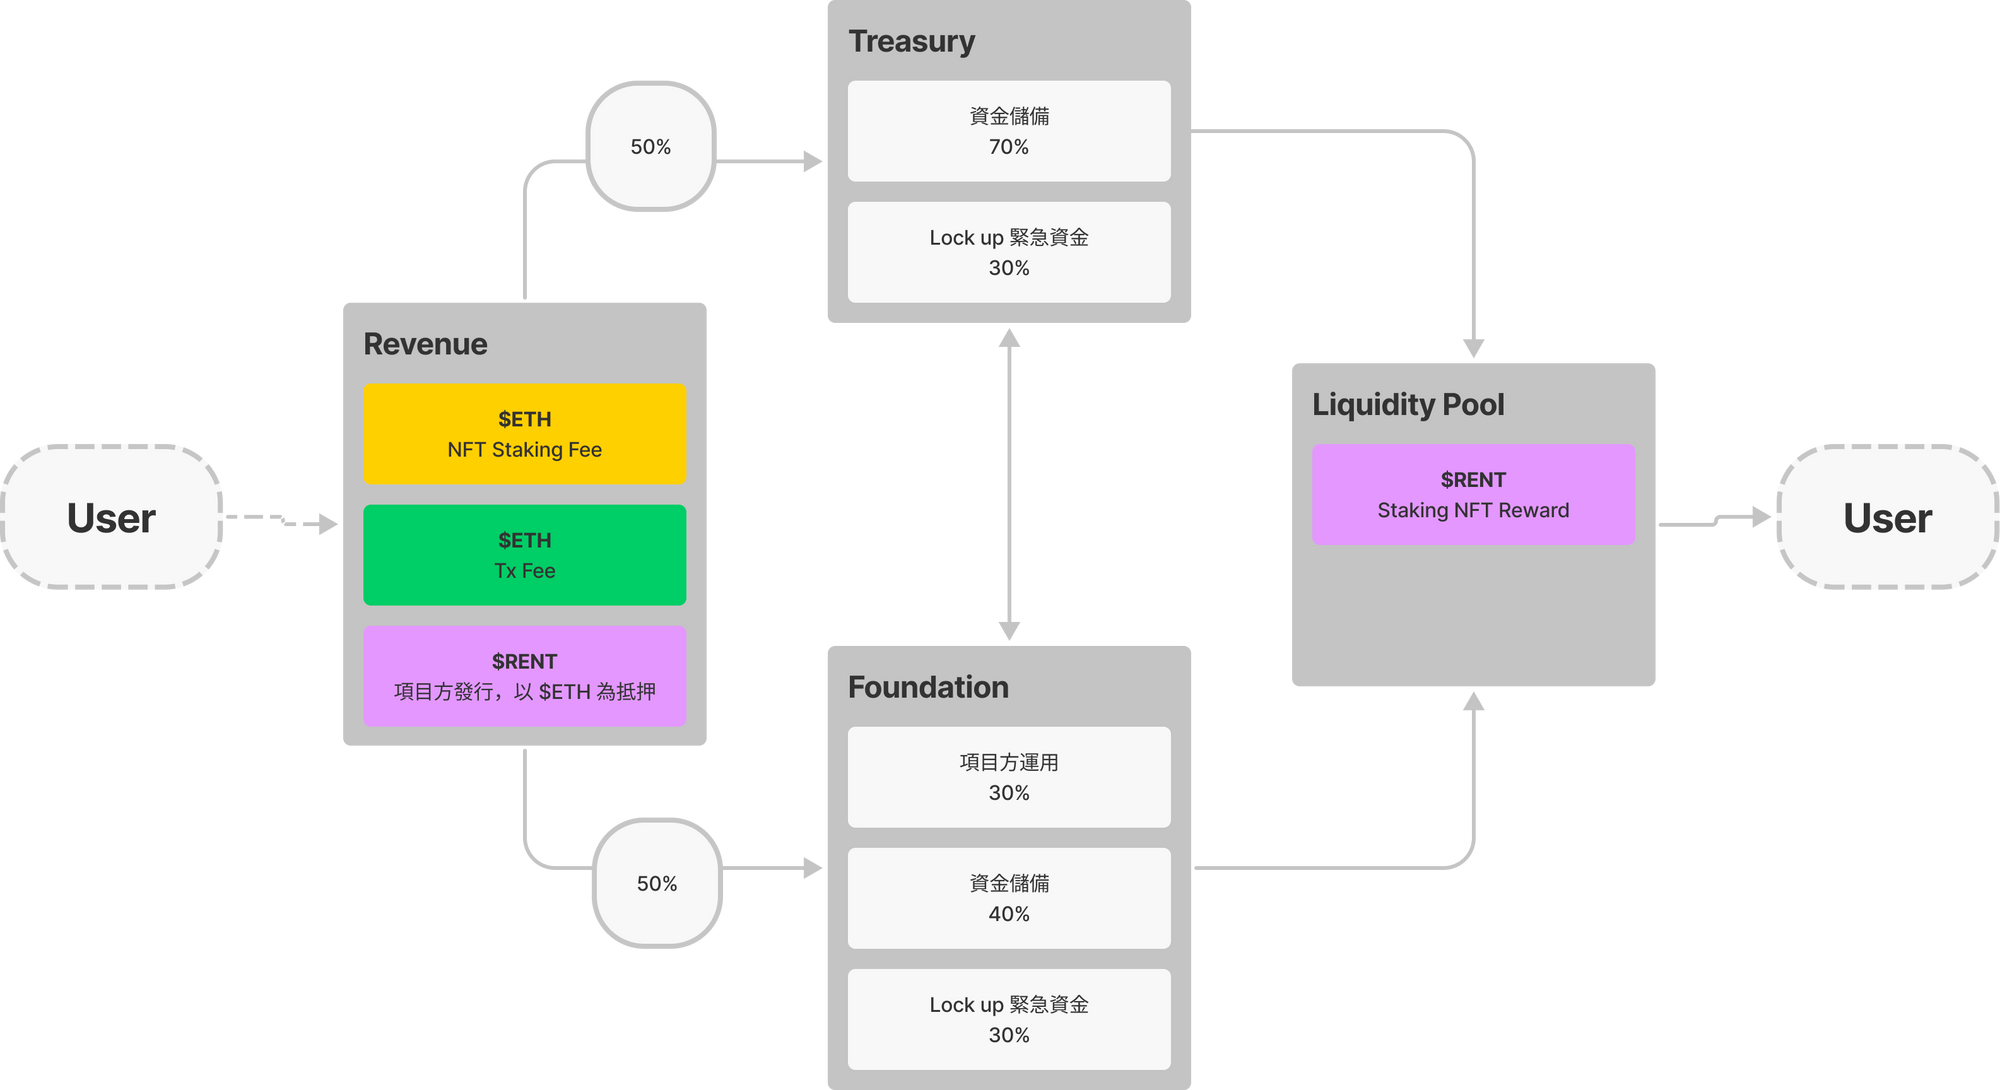 User
Revenue
$ETH
NFT Staking Fee
$ETH
Tx Fee
$RENT
項目方發行，以 $ETH 為抵押
50%
50%
Treasury
資金儲備
70%
Lock up 緊急資金
30%
Foundation
項目方運用
30%
資金儲備
40%
Lock up 緊急資金
30%
Liquidity Pool
$RENT
Staking NFT Reward
User